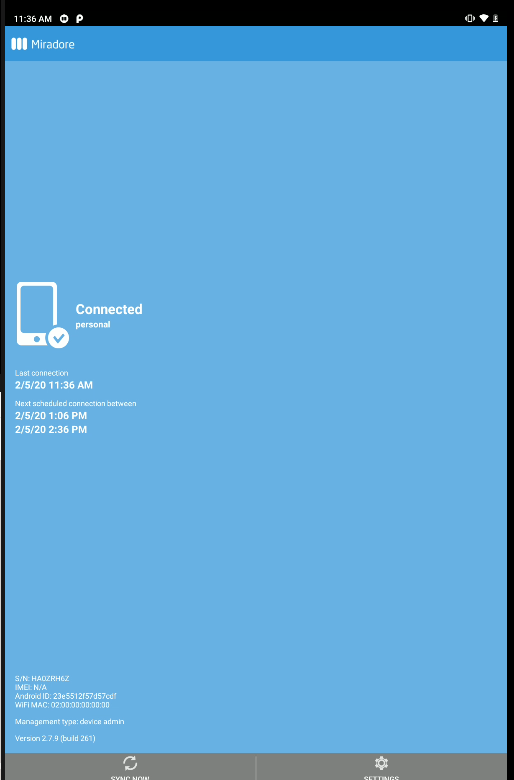 11:36 AM
Miradore
Connected
personal
Last connection
2/5/20 11:36 AM
Next scheduled connection between
2/5/20 1:06 PM
2/5/20 2:36 PM
S/N: HA0ZRH6Z
IMEI: N/A
Android ID: 23e5512f57d57cdf
WiFI MAC: 02:00:00:00:00:00
Management type: device admin
Version 2.7.9 (build 261)
SYNC NOW
SETTINGS